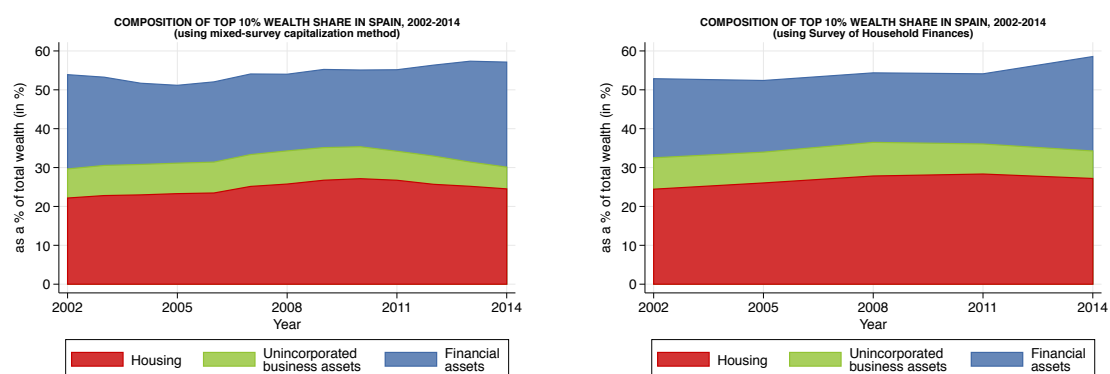 COMPOSITION OF TOP 10% WEALTH SHARE IN SPAIN, 2002-2014
(using mixed-survey capitalization method)
60
50
40
30
20
10
0
as a % of total wealth (in %)
2002 2005 2008 2011 2014
Year
Housing
Unincorporated
business assets
Financial
assets
COMPOSITION OF TOP 10% WEALTH SHARE IN SPAIN, 2002-2014
(using Survey of Household Finances)
60
50
40
30
20
10
0
as a % of total wealth (in %)
2002 2005 2008 2011 2014
Year
Housing
Unincorporated
business assets
Financial
assets